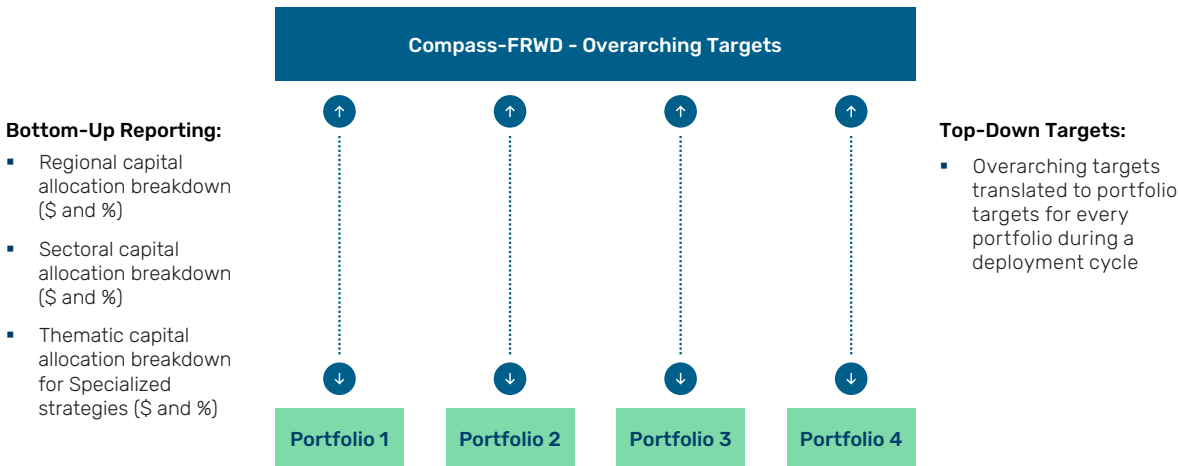 Compass-FRWD - Overarching Targets
Bottom-Up Reporting:
▪ Regional capital
allocation breakdown
($ and %)
▪ Sectoral capital
allocation breakdown
($ and %)
▪ Thematic capital
allocation breakdown
for Specialized
strategies ($ and %)
Top-Down Targets:
▪ Overarching targets
translated to portfolio
targets for every
portfolio during a
deployment cycle
Portfolio 1
Portfolio 2
Portfolio 3
Portfolio 4